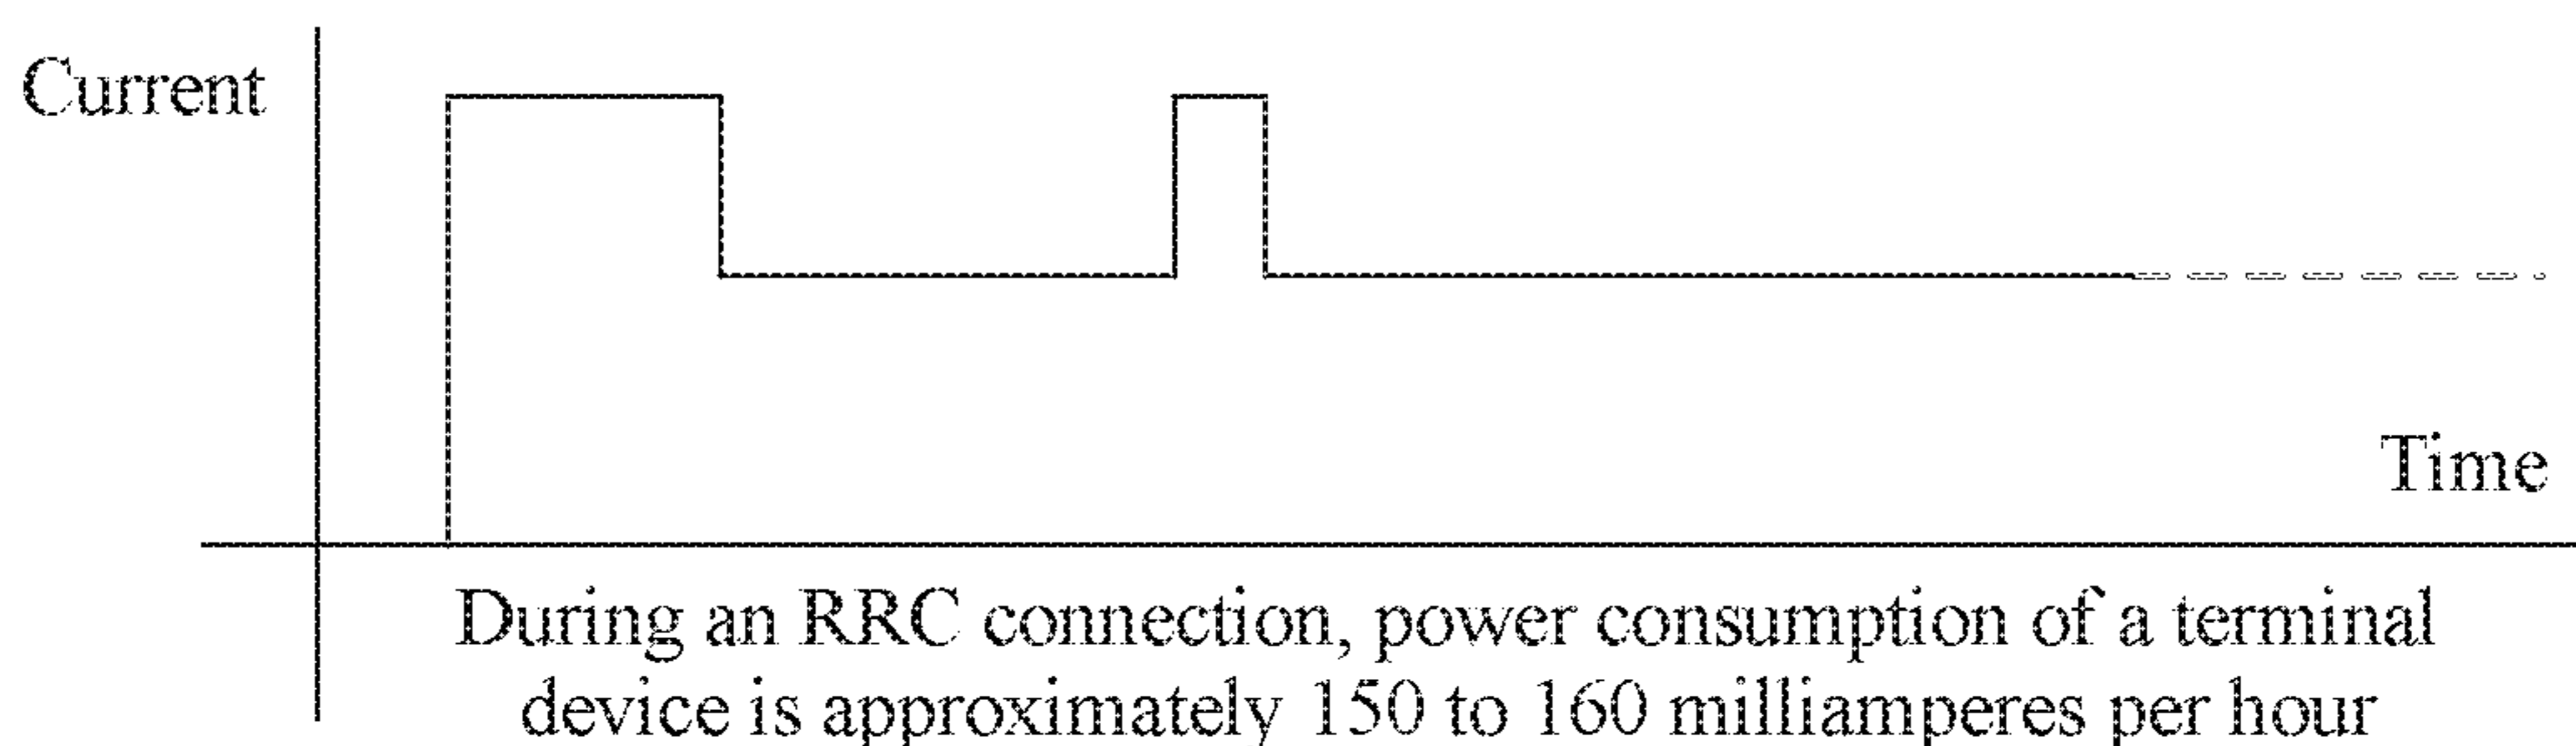 Current
Time
During an RRC connection, power consumption of a terminal
device is approximately 150 to 160 milliamperes per hour